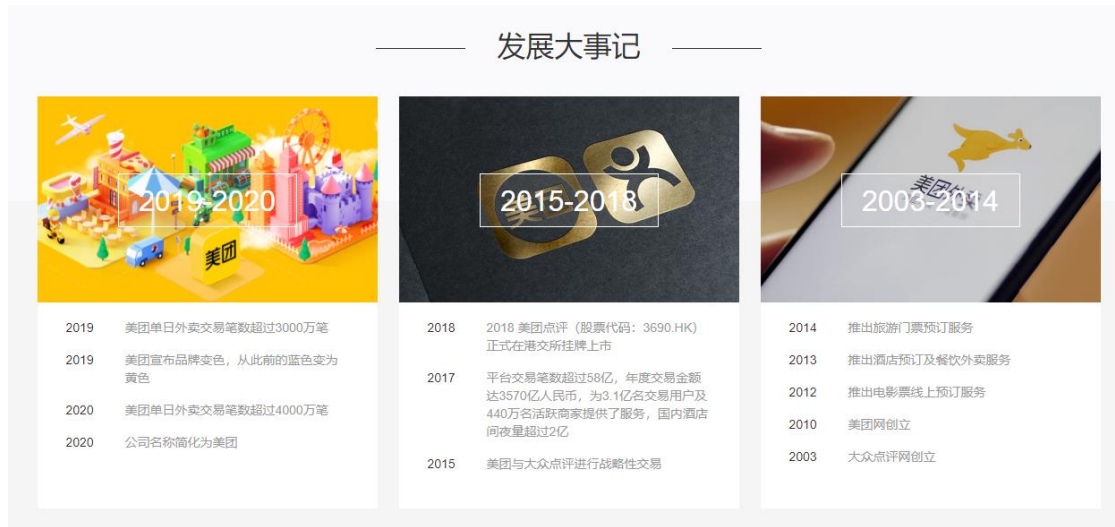 发展大事记
2019-2020
美团
2019 美团单日外卖交易笔数超过3000万笔
2019 美团宣布品牌变色，从此前的蓝色变为
黄色
2020 美团单日外卖交易笔数超过4000万笔
2020 公司名称简化为美团
2015-2018
美团
2018 2018 美团点评（股票代码：3690.HK）
正式在港交所挂牌上市
2017 平台交易笔数超过58亿，年度交易金额
达3570亿人民币，为3.1亿名交易用户及
440万名活跃商家提供了服务，国内酒店
间夜量超过2亿
2015 美团与大众点评进行战略性交易
2003-2014
美团外卖
2014 推出旅游门票预订服务
2013 推出酒店预订及餐饮外卖服务
2012 推出电影票线上预订服务
2010 美团网创立
2003 大众点评网创立